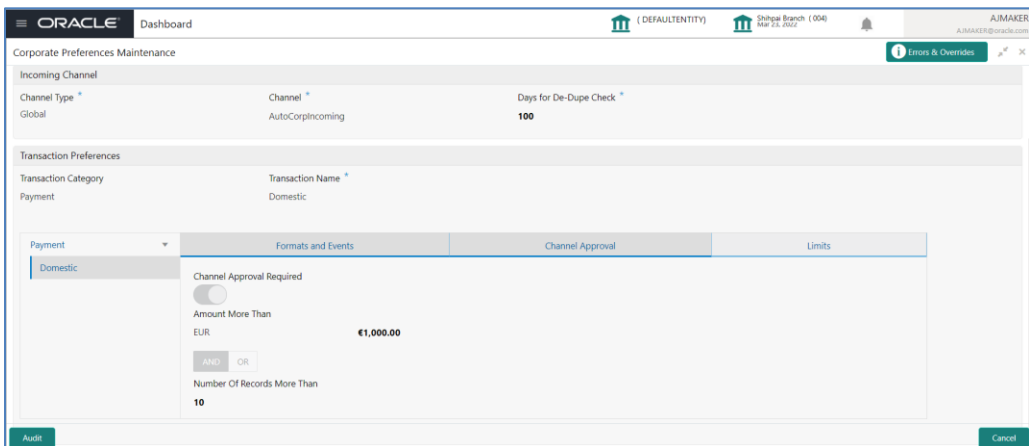 ORACLE Dashboard ( DEFAULTENTITY) Shihpai Branch ( 004) AJMAKER
Mar 23, 2022 AJMAKER@oracle.com
Corporate Preferences Maintenance Errors & Overrides
Incoming Channel
Channel Type * Channel * Days for De-Dupe Check *
Global AutoCorpIncoming 100
Transaction Preferences
Transaction Category Transaction Name *
Payment Domestic
Payment Formats and Events Channel Approval Limits
Domestic
Channel Approval Required
Amount More Than
EUR €1,000.00
AND OR
Number Of Records More Than
10
Audit Cancel